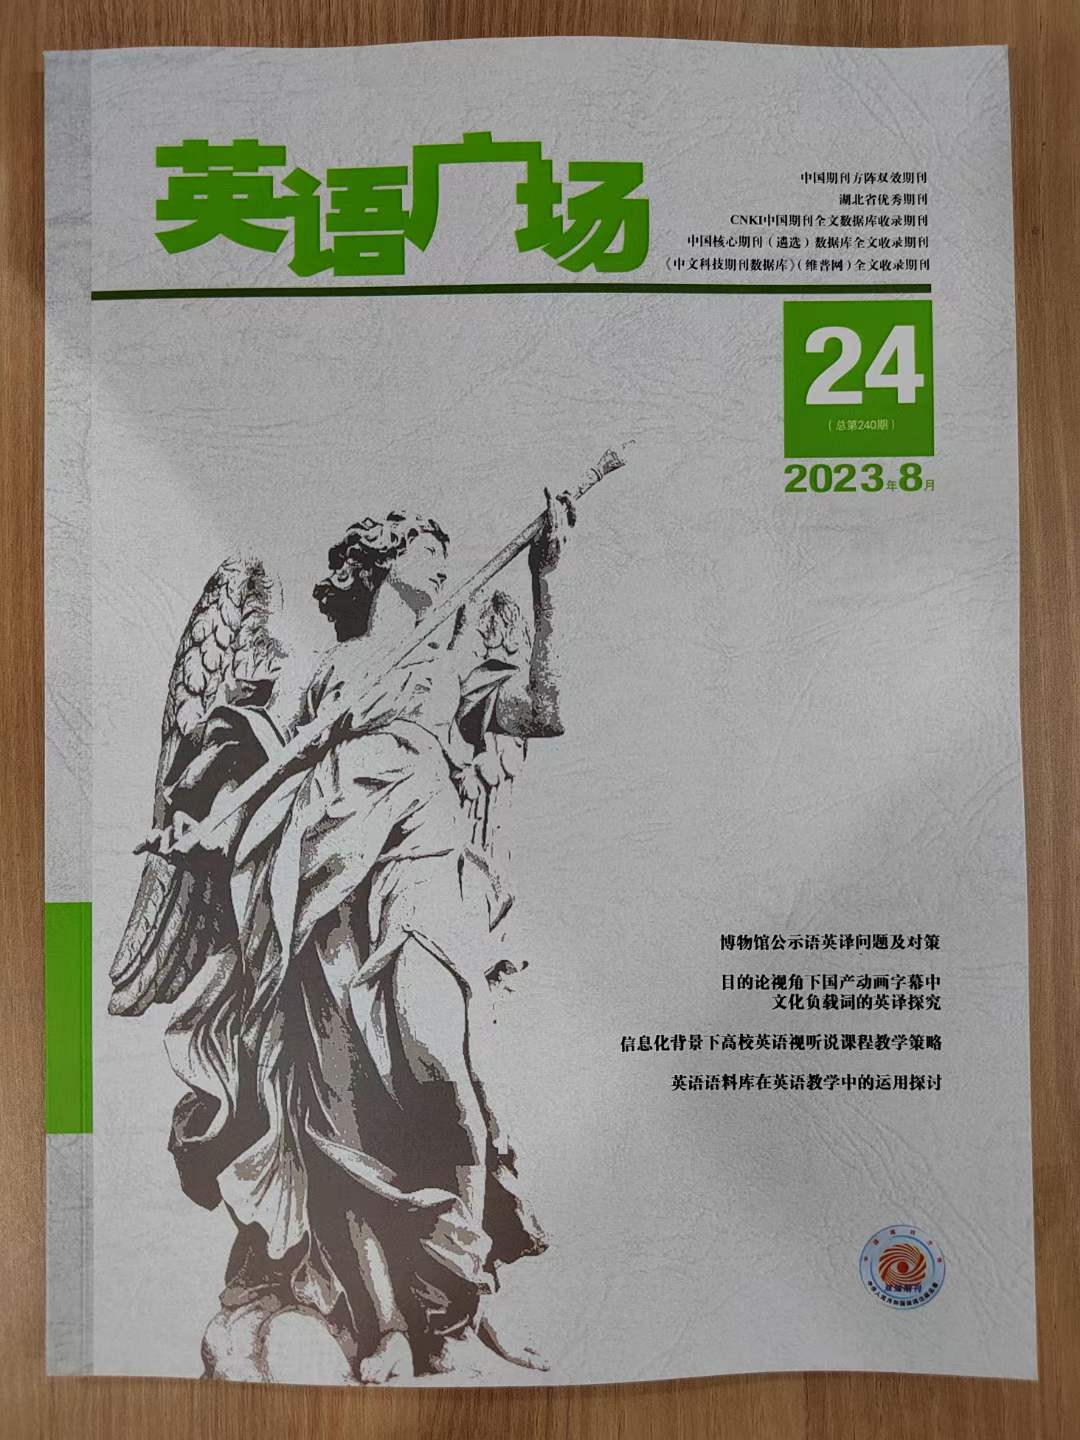 英语广场
中国期刊方阵双效期刊
湖北省优秀期刊
CNKI中国期刊全文数据库收录期刊
中国核心期刊（遴选）数据库全文收录期刊
《中文科技期刊数据库》（维普网）全文收录期刊
24
（总第240期）
2023年8月
博物馆公示语英译问题及对策
目的论视角下国产动画字幕中
文化负载词的英译探究
信息化背景下高校英语视听说课程教学策略
英语语料库在英语教学中的运用探讨
双效期刊